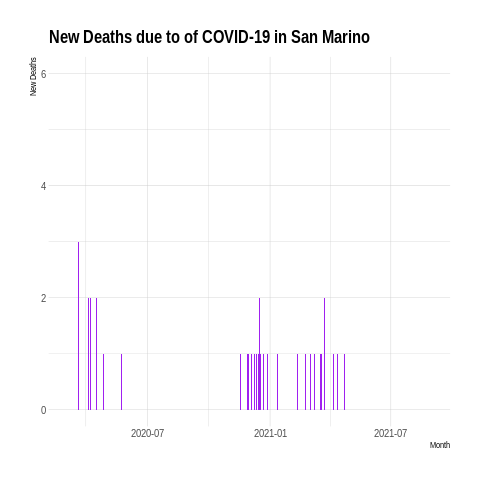 New Deaths due to of COVID-19 in San Marino
New Deaths
6
4
2
0
2020-07
2021-01
2021-07
Month